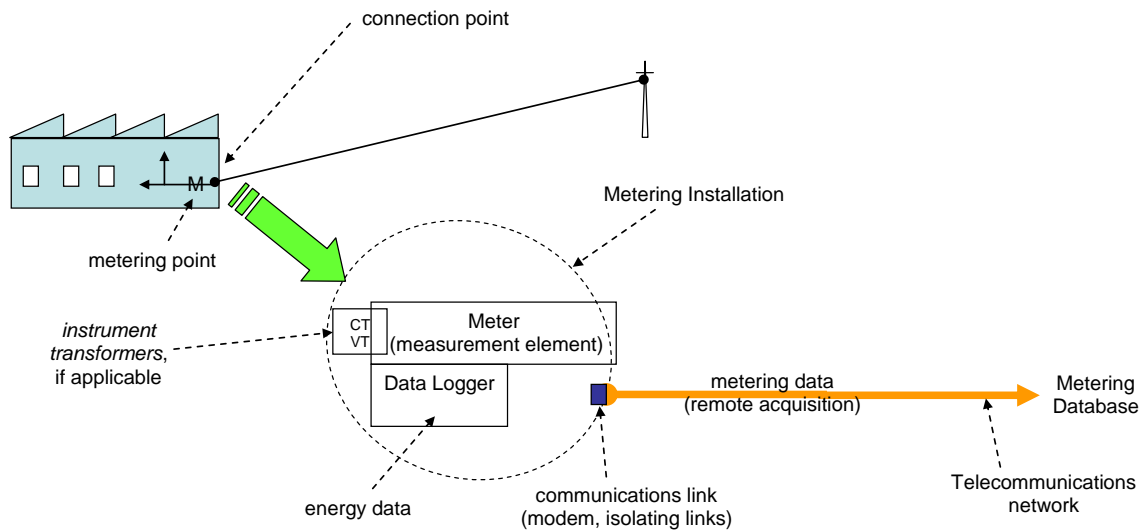 connection point
M
metering point
Metering Installation
instrument
transformers,
if applicable
CT
VT
Meter
(measurement element)
Data Logger
metering data
(remote acquisition)
Metering
Database
energy data
communications link
(modem, isolating links)
Telecommunications
network